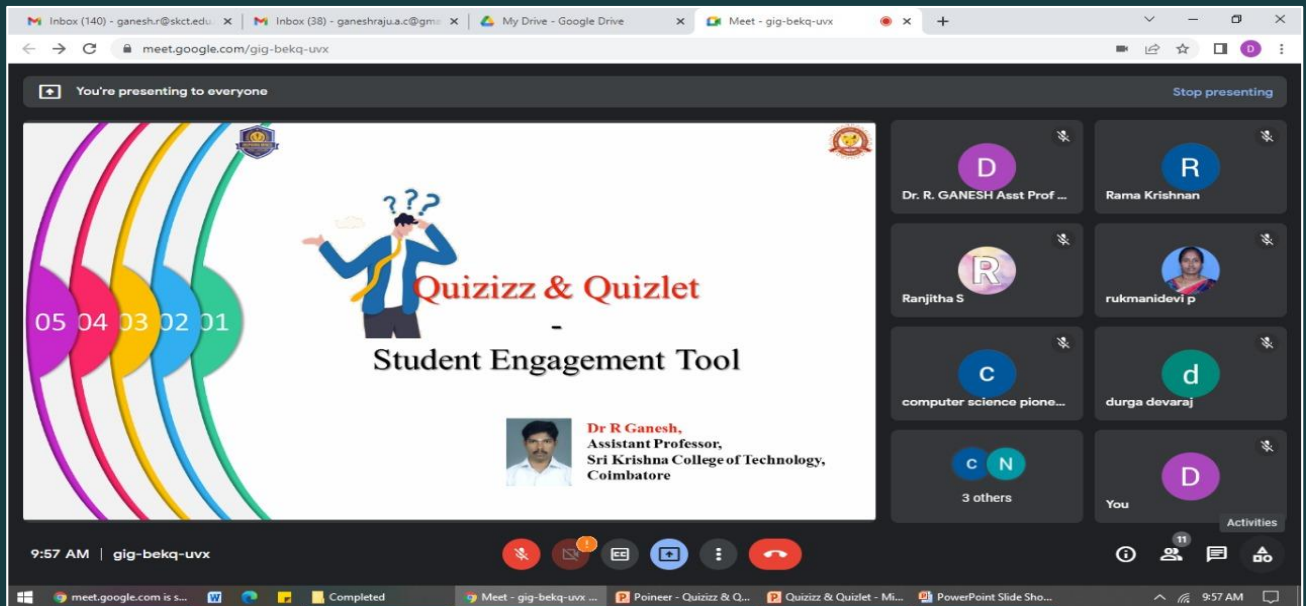 Inbox (140) - ganesh.r@skct.edu.
Inbox (38) - ganeshraju.a.c@gma
My Drive - Google Drive
Meet - gig-bekq-uvx
meet.google.com/gig-bekq-uvx
D
You're presenting to everyone
Stop presenting
???
05 04 03 02 01
Quizizz & Quizlet
-
Student Engagement Tool
Dr R Ganesh,
Assistant Professor,
Sri Krishna College of Technology,
Coimbatore
D
Dr. R. GANESH Asst Prof ...
R
Rama Krishnan
R
Ranjitha S
rukmanidevi p
c
computer science pione...
d
durga devaraj
c N
3 others
D
You
Activities
9:57 AM | gig-bekq-uvx
!
CC
11
meet.google.com is s...
W
Completed
Meet - gig-bekq-uvx ...
P
Poineer - Quizizz & Q...
P
Quizizz & Quizlet - Mi...
PowerPoint Slide Sho...
9:57 AM